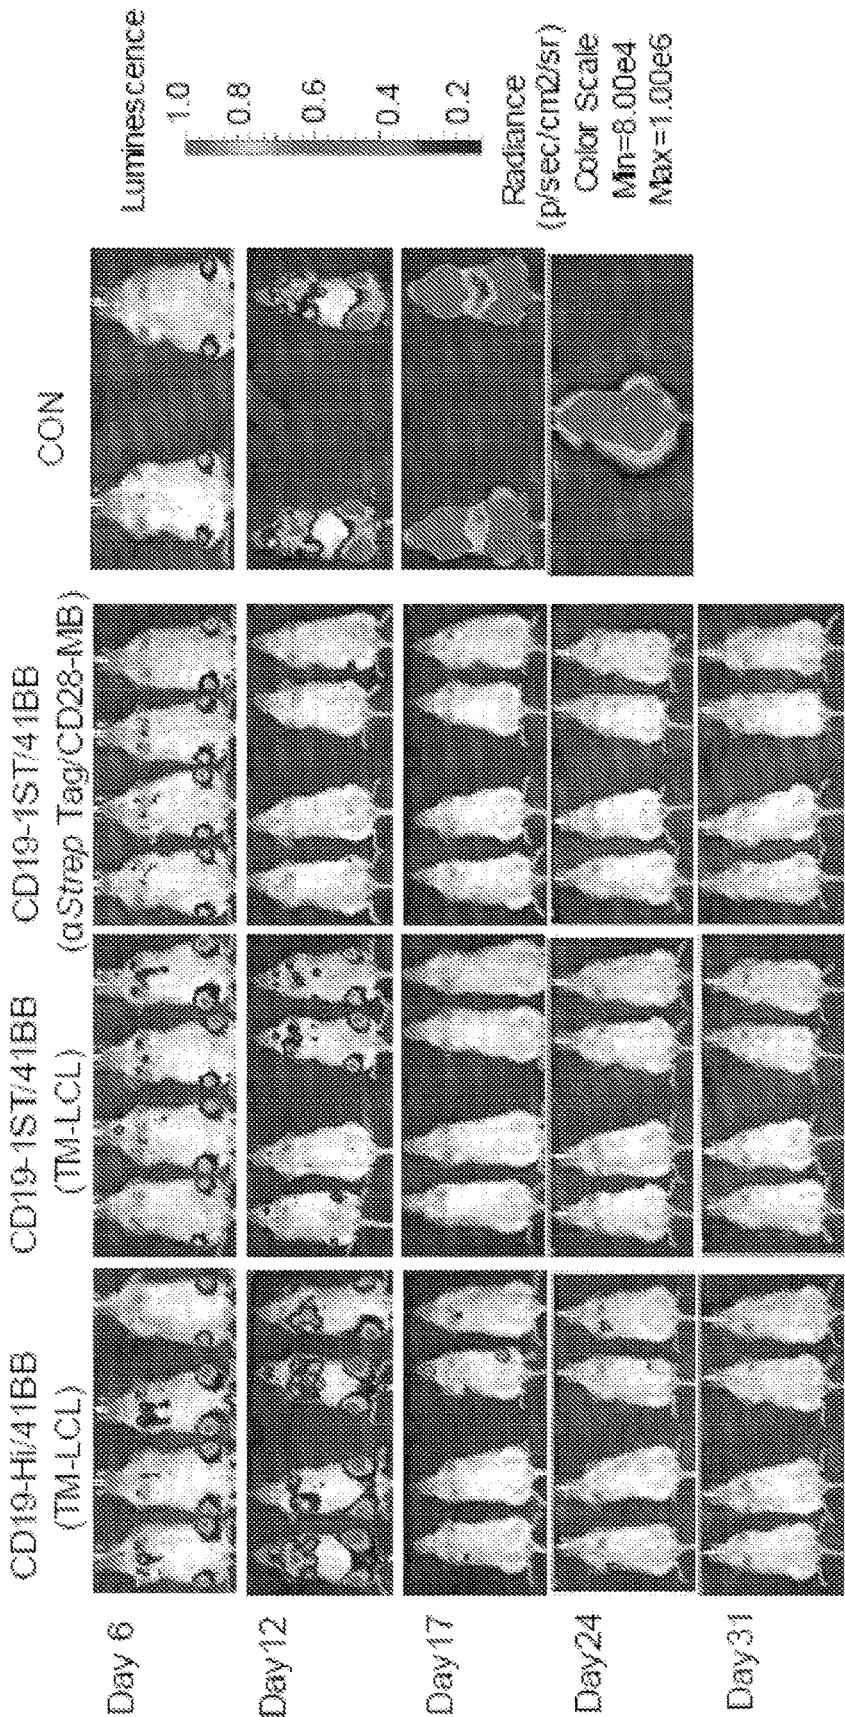 CD19-Hi/41BB
(TM-LCL)
CD19-1ST/41BB
(TM-LCL)
CD19-1ST/41BB
(αStrep Tag/CD28-MB)
CON
Day 6
Day12
Day17
Day24
Day31
Luminescence
1.0
0.8
0.6
0.4
0.2
Radiance
(p/sec/cm2/sr)
Color Scale
Min=8.00e4
Max=1.00e6